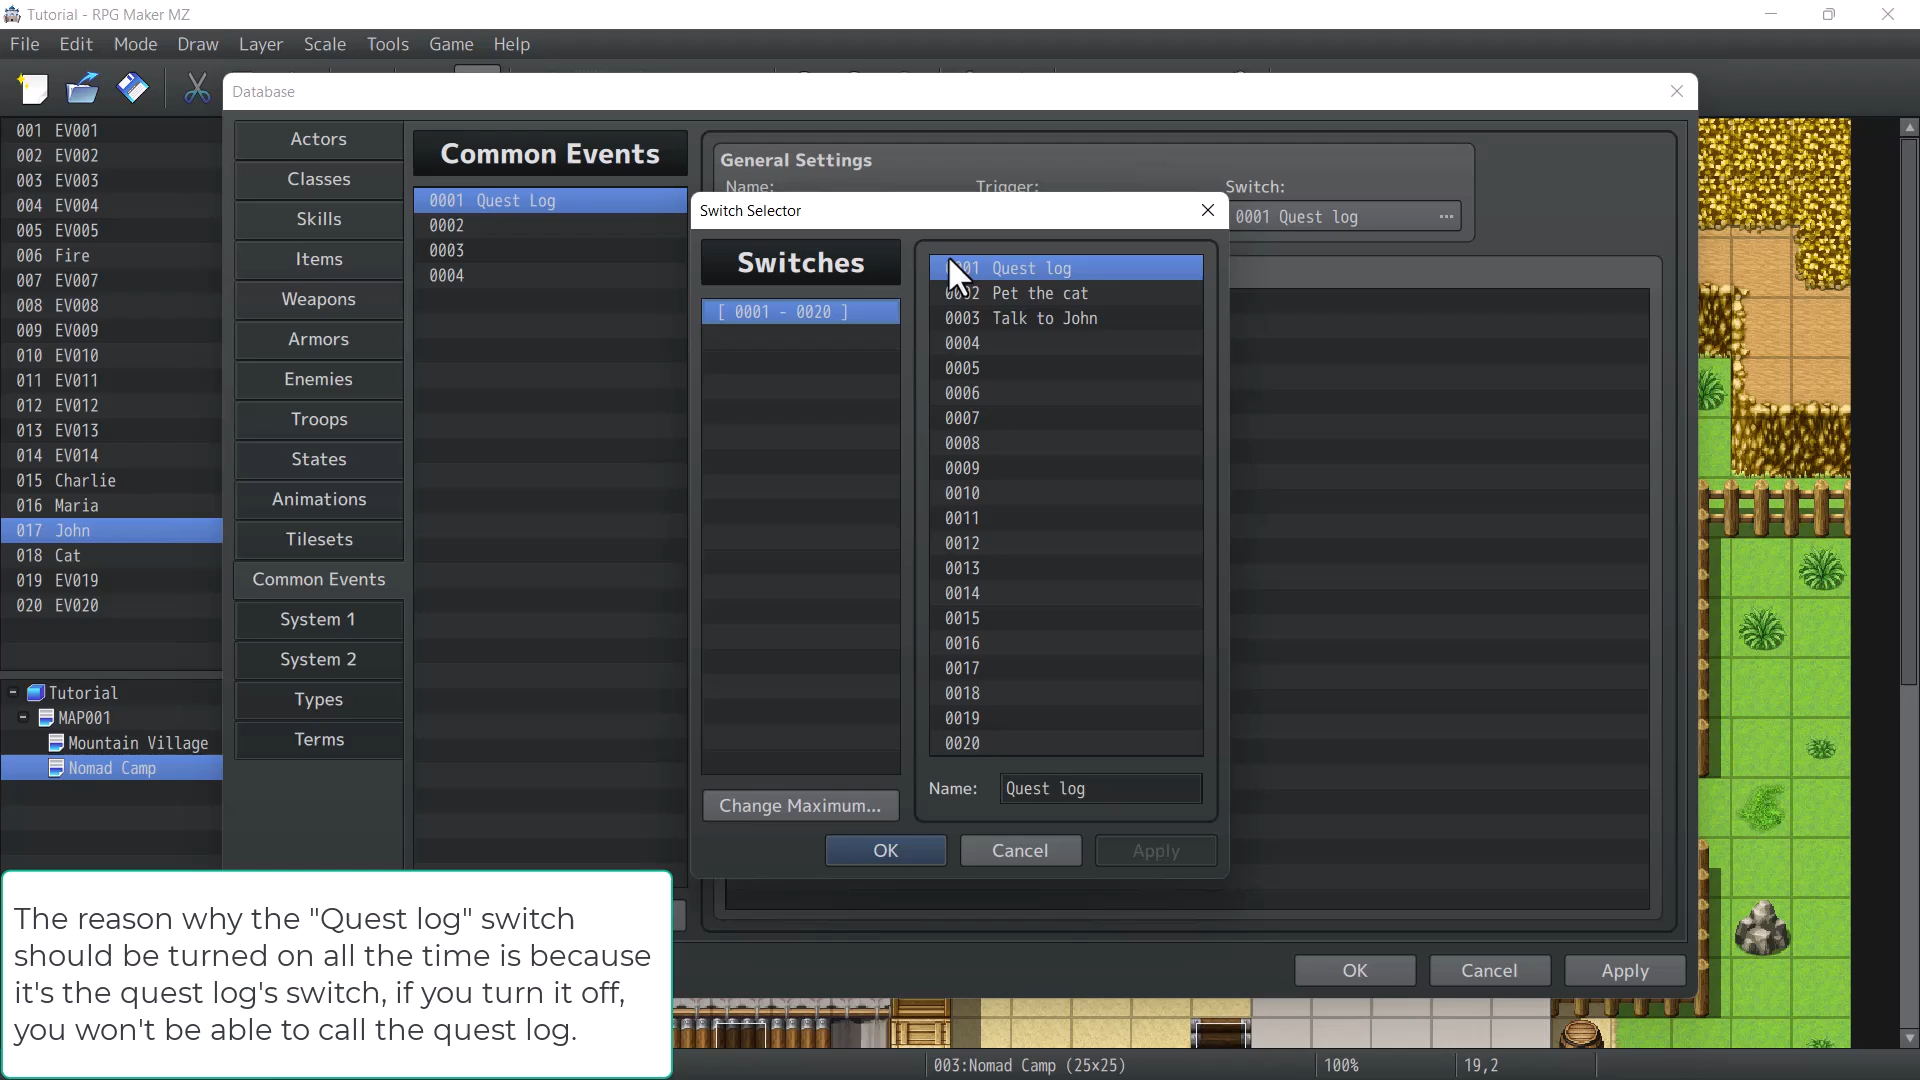 Tutorial - RPG Maker MZ
File Edit Mode Draw Layer Scale Tools Game Help
Database
001 EV001
002 EV002
003 EV003
004 EV004
005 EV005
006 Fire
007 EV007
008 EV008
009 EV009
010 EV010
011 EV011
012 EV012
013 EV013
014 EV014
015 Charlie
016 Maria
017 John
018 Cat
019 EV019
020 EV020
Tutorial
MAP001
Mountain Village
Nomad Camp
Actors
Classes
Skills
Items
Weapons
Armors
Enemies
Troops
States
Animations
Tilesets
Common Events
System 1
System 2
Types
Terms
Common Events
0001 Quest Log
0002
0003
0004
General Settings
Name: Trigger: Switch:
0001 Quest log ...
Switch Selector
Switches
[ 0001 - 0020 ]
Change Maximum...
Quest log
Pet the cat
0003 Talk to John
0004
0005
0006
0007
0008
0009
0010
0011
0012
0013
0014
0015
0016
0017
0018
0019
0020
Name: Quest log
OK Cancel Apply
OK Cancel Apply
The reason why the "Quest log" switch
should be turned on all the time is because
it's the quest log's switch, if you turn it off,
you won't be able to call the quest log.
003:Nomad Camp (25x25) 100% 19,2